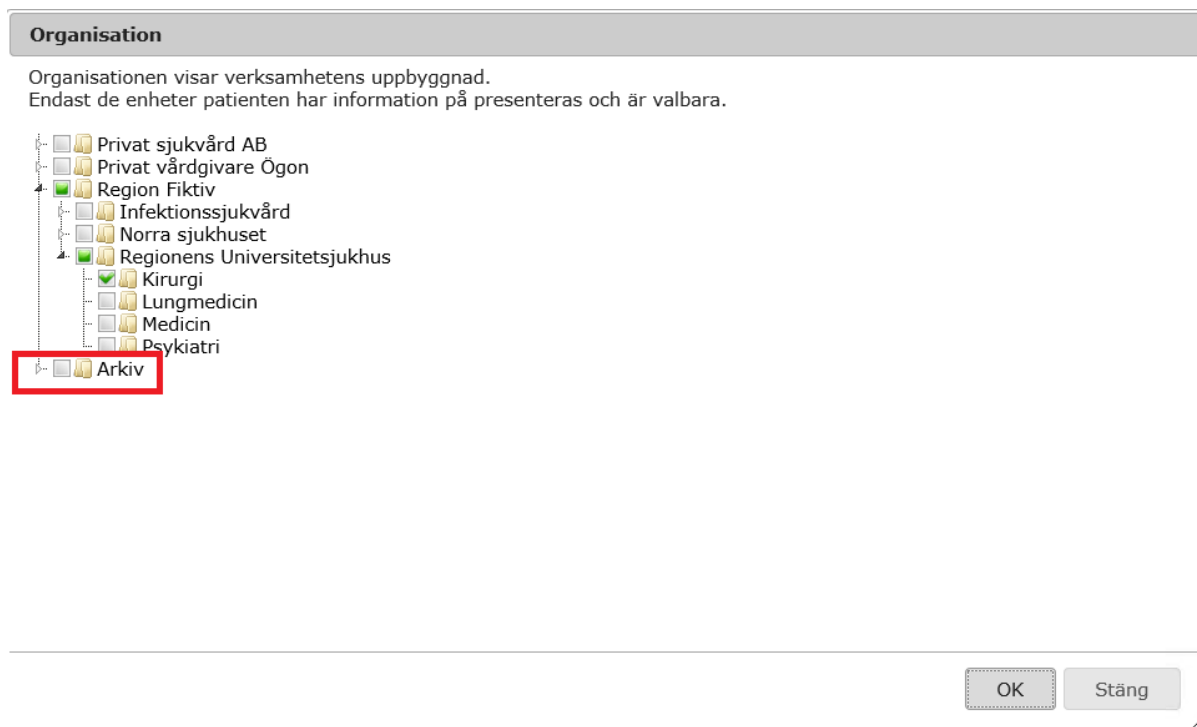 Organisation
Organisationen visar verksamhetens uppbyggnad.
Endast de enheter patienten har information på presenteras och är valbara.
Privat sjukvård AB
Privat vårdgivare Ögon
Region Fiktiv
Infektionssjukvård
Norra sjukhuset
Regionens Universitetsjukhus
Kirurgi
Lungmedicin
Medicin
Psykiatri
Arkiv
OK Stäng